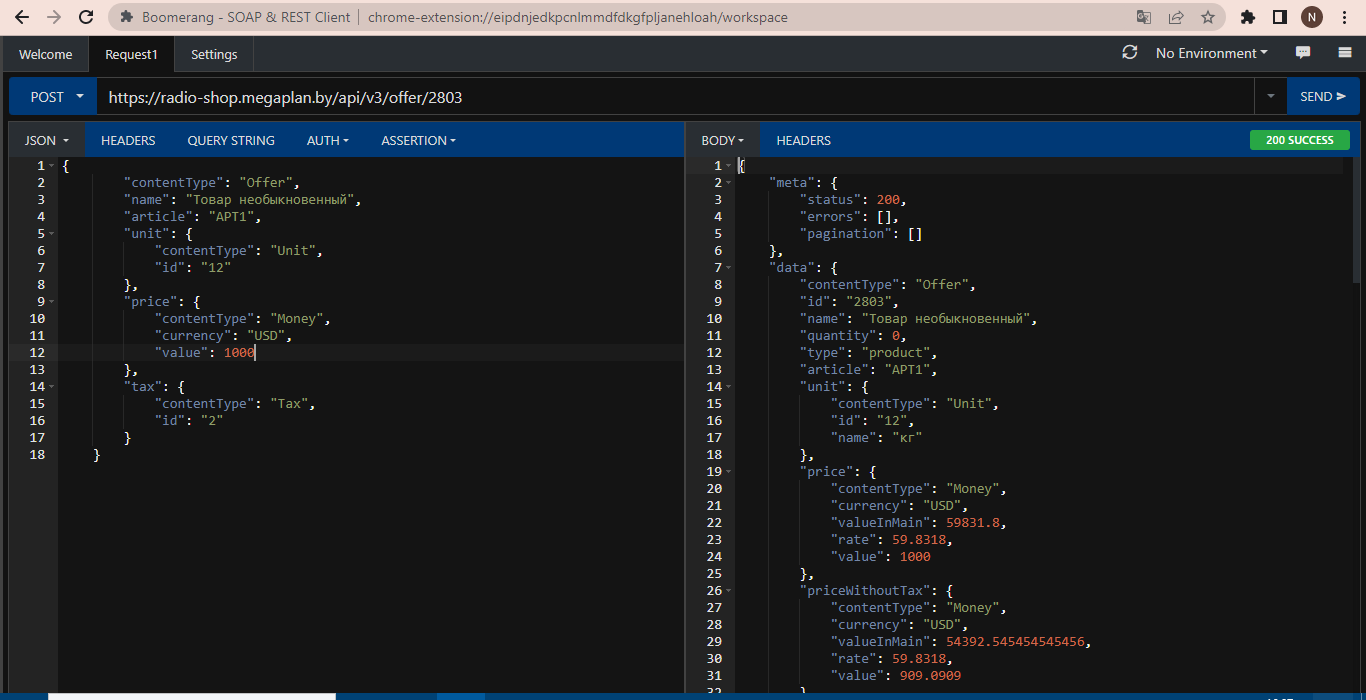 Boomerang - SOAP & REST Client | chrome-extension://eipdnjedkpcnlmmdfdkgfpljanehloah/workspace
N
Welcome Request1 Settings No Environment
POST https://radio-shop.megaplan.by/api/v3/offer/2803 SEND
JSON HEADERS QUERY STRING AUTH ASSERTION
1 {
2 "contentType": "Offer",
3 "name": "Товар необыкновенный",
4 "article": "АРТ1",
5 "unit": {
6 "contentType": "Unit",
7 "id": "12"
8 },
9 "price": {
10 "contentType": "Money",
11 "currency": "USD",
12 "value": 1000
13 },
14 "tax": {
15 "contentType": "Tax",
16 "id": "2"
17 }
18 }
BODY HEADERS 200 SUCCESS
1 {
2 "meta": {
3 "status": 200,
4 "errors": [],
5 "pagination": []
6 },
7 "data": {
8 "contentType": "Offer",
9 "id": "2803",
10 "name": "Товар необыкновенный",
11 "quantity": 0,
12 "type": "product",
13 "article": "АРТ1",
14 "unit": {
15 "contentType": "Unit",
16 "id": "12",
17 "name": "кг"
18 },
19 "price": {
20 "contentType": "Money",
21 "currency": "USD",
22 "valueInMain": 59831.8,
23 "rate": 59.8318,
24 "value": 1000
25 },
26 "priceWithoutTax": {
27 "contentType": "Money",
28 "currency": "USD",
29 "valueInMain": 54392.545454545456,
30 "rate": 59.8318,
31 "value": 909.0909
32 }